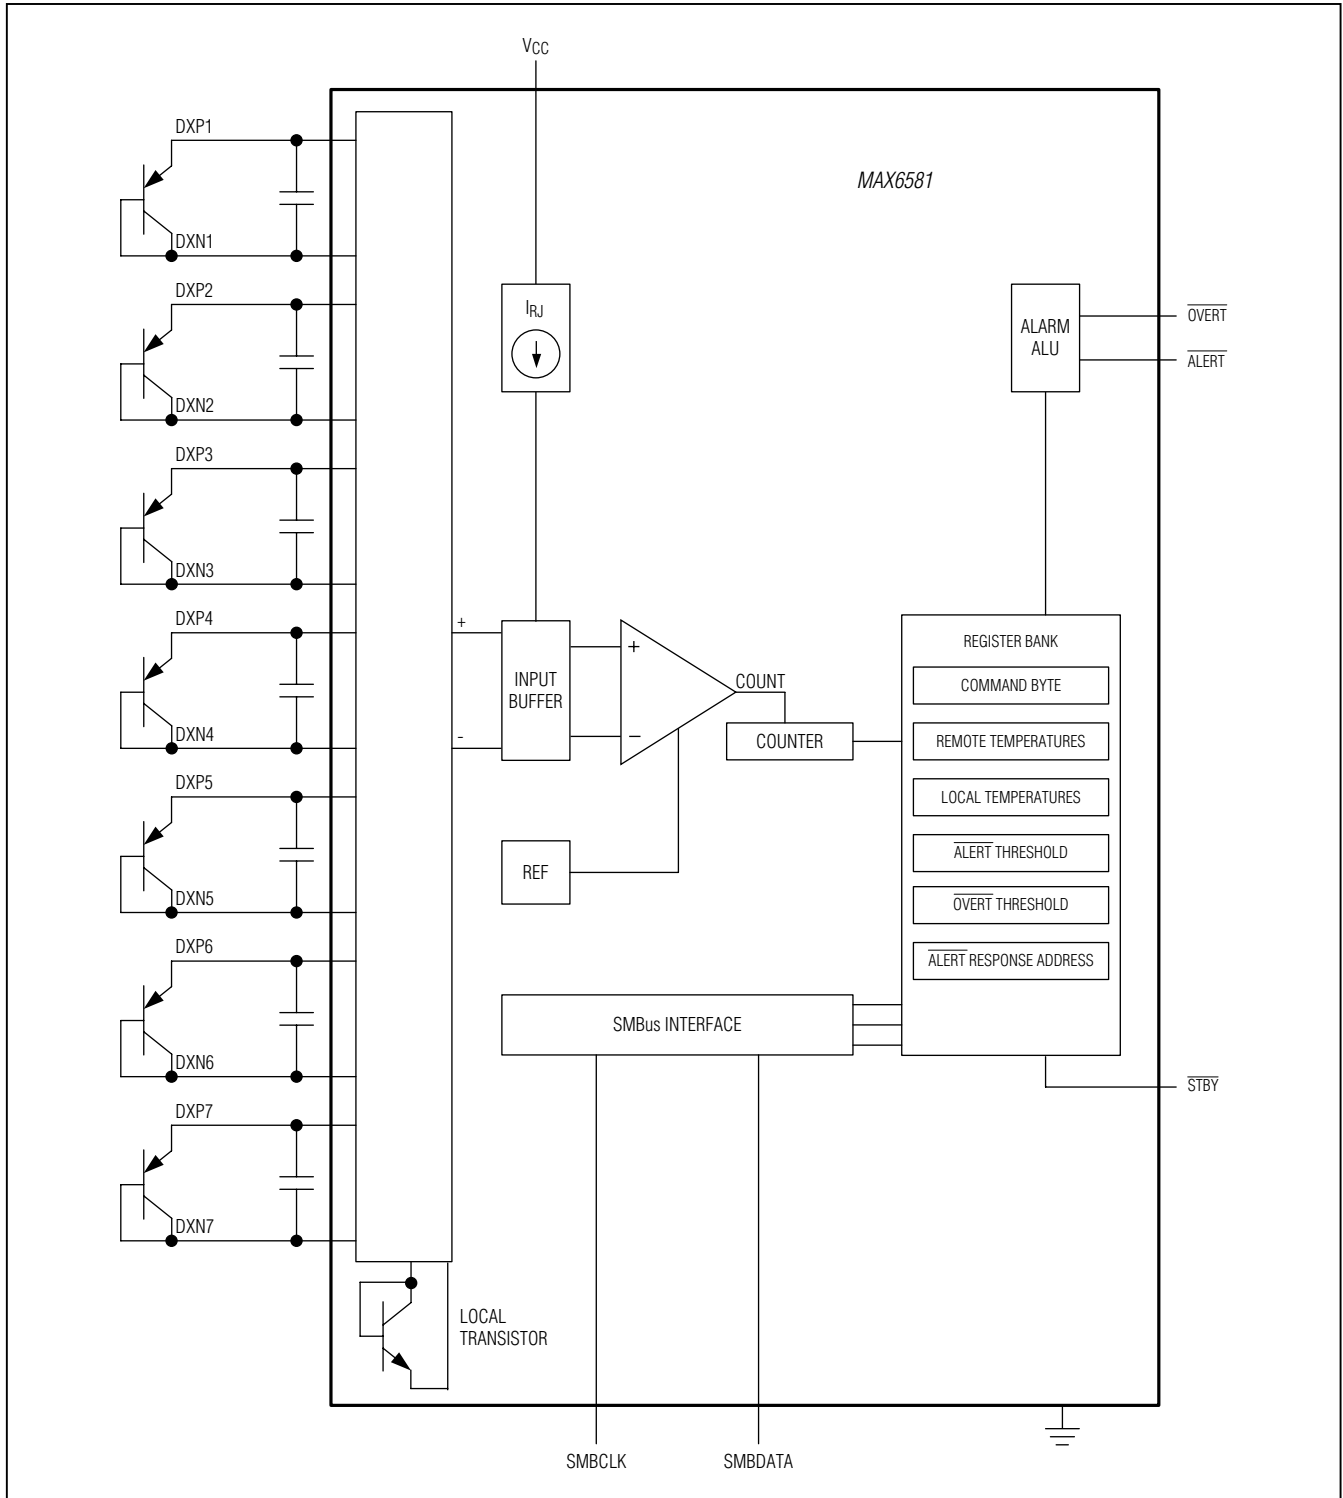 VCC
DXP1
MAX6581
DXN1
DXP2
IRJ
ALARM
ALU
OVERT
ALERT
DXN2
DXP3
DXN3
DXP4
+
-
INPUT
BUFFER
+
−
COUNT
COUNTER
REGISTER BANK
COMMAND BYTE
REMOTE TEMPERATURES
LOCAL TEMPERATURES
ALERT THRESHOLD
OVERT THRESHOLD
ALERT RESPONSE ADDRESS
DXN4
DXP5
REF
DXN5
DXP6
SMBus INTERFACE
DXN6
STBY
DXP7
DXN7
LOCAL
TRANSISTOR
SMBCLK
SMBDATA